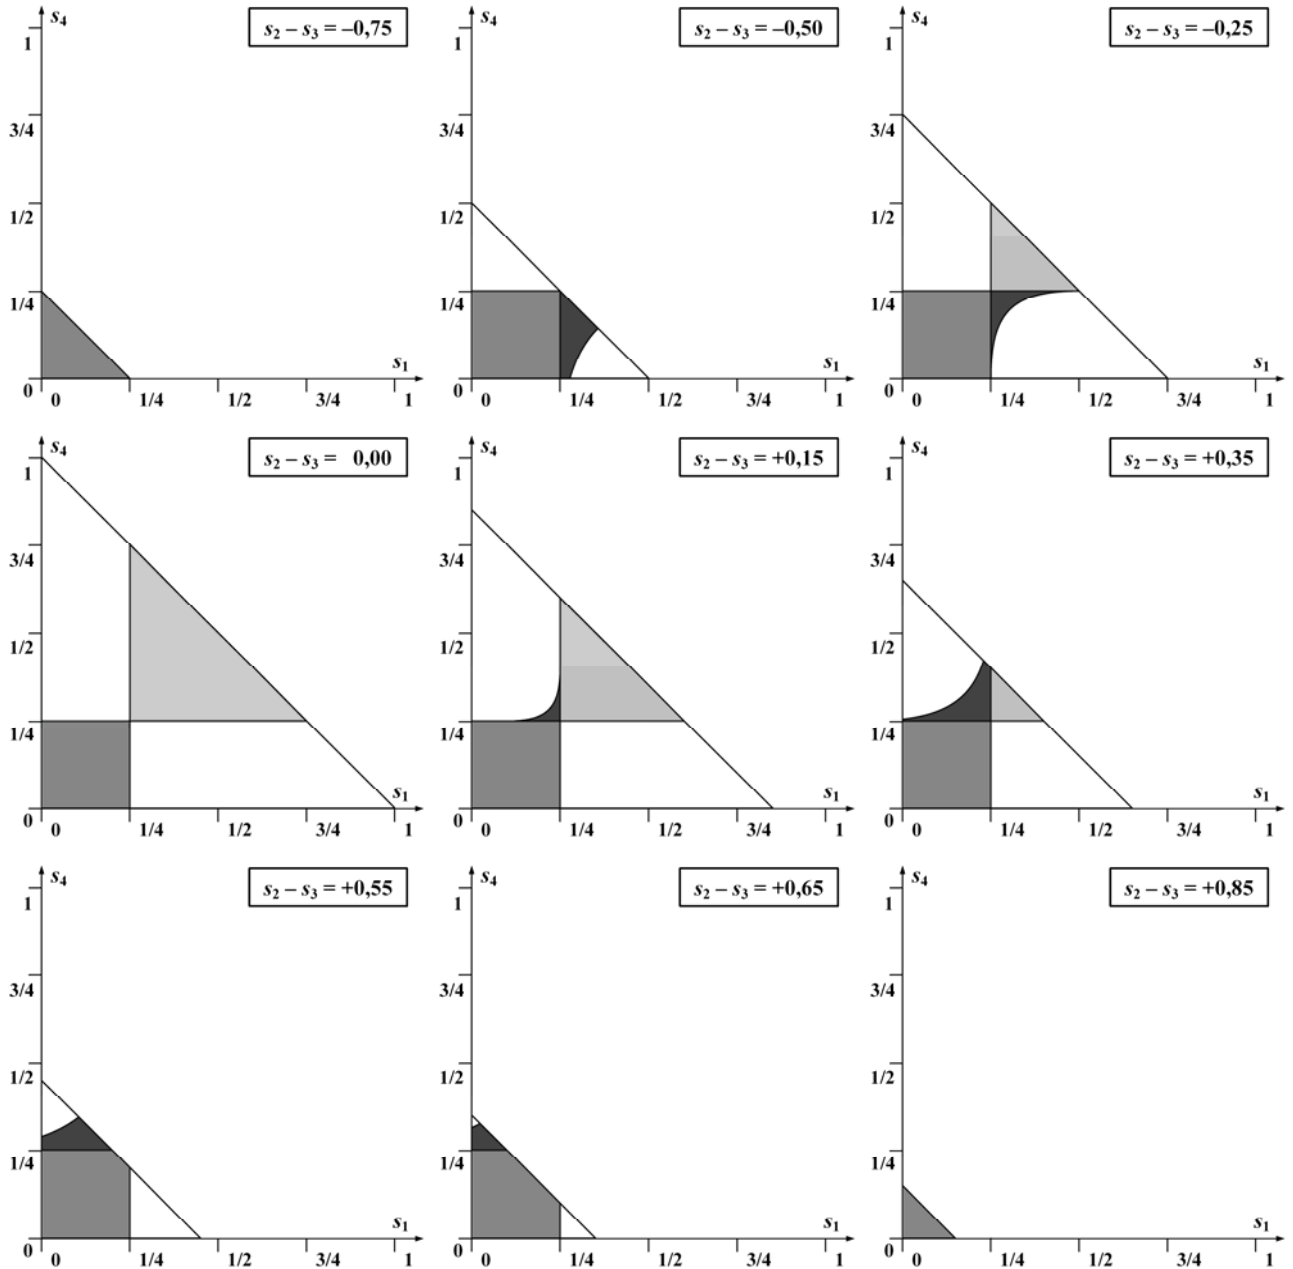 s4
s2 – s3 = –0,75
1
3/4
1/2
1/4
s1
0
0 1/4 1/2 3/4 1
s4
s2 – s3 = –0,50
1
3/4
1/2
1/4
s1
0
0 1/4 1/2 3/4 1
s4
s2 – s3 = –0,25
1
3/4
1/2
1/4
s1
0
0 1/4 1/2 3/4 1
s4
s2 – s3 = 0,00
1
3/4
1/2
1/4
s1
0
0 1/4 1/2 3/4 1
s4
s2 – s3 = +0,15
1
3/4
1/2
1/4
s1
0
0 1/4 1/2 3/4 1
s4
s2 – s3 = +0,35
1
3/4
1/2
1/4
s1
0
0 1/4 1/2 3/4 1
s4
s2 – s3 = +0,55
1
3/4
1/2
1/4
s1
0
0 1/4 1/2 3/4 1
s4
s2 – s3 = +0,65
1
3/4
1/2
1/4
s1
0
0 1/4 1/2 3/4 1
s4
s2 – s3 = +0,85
1
3/4
1/2
1/4
s1
0
0 1/4 1/2 3/4 1